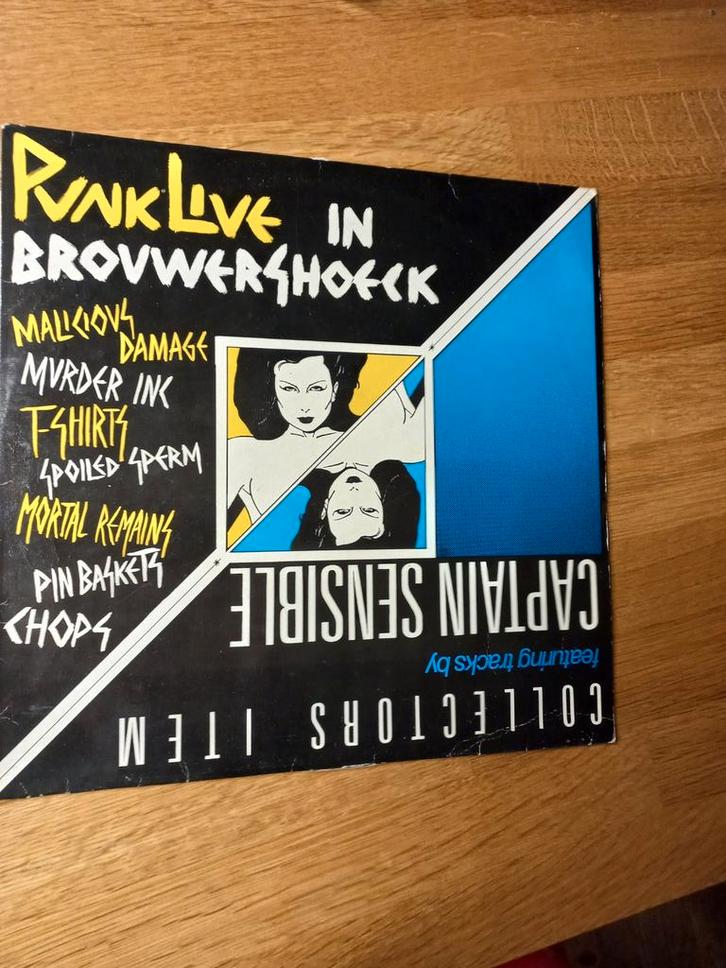 PUNK LIVE IN
BROUWERSHOECK
MALICIOUS
DAMAGE
MURDER INC
T-SHIRTS
SPOILED SPERM
MORTAL REMAINS
PIN BASKETS
CHOPS
COLLECTORS ITEM
featuring tracks by
CAPTAIN SENSIBLE